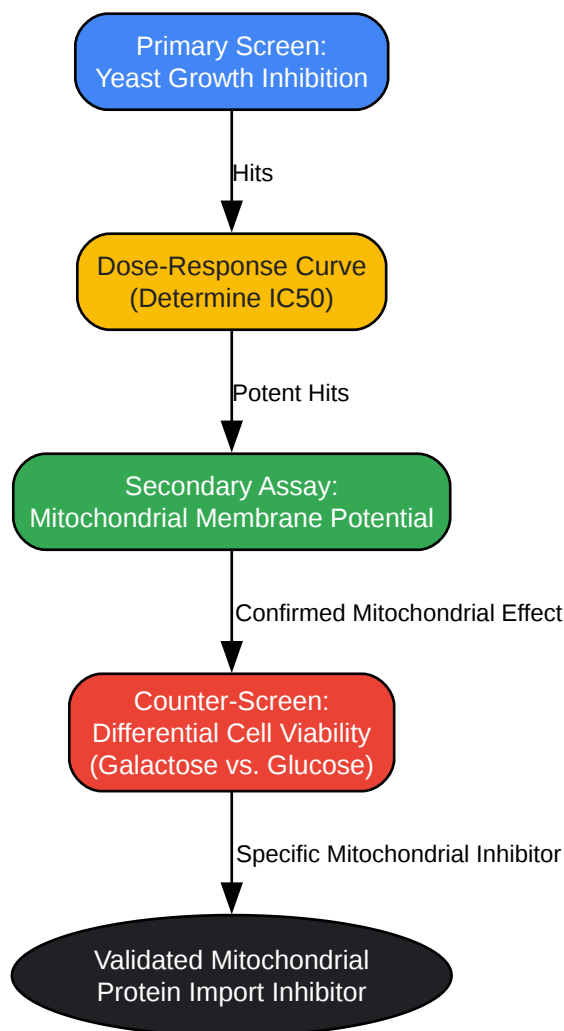 Primary Screen:
Yeast Growth Inhibition
Hits
Dose-Response Curve
(Determine IC50)
Potent Hits
Secondary Assay:
Mitochondrial Membrane Potential
Confirmed Mitochondrial Effect
Counter-Screen:
Differential Cell Viability
(Galactose vs. Glucose)
Specific Mitochondrial Inhibitor
Validated Mitochondrial
Protein Import Inhibitor